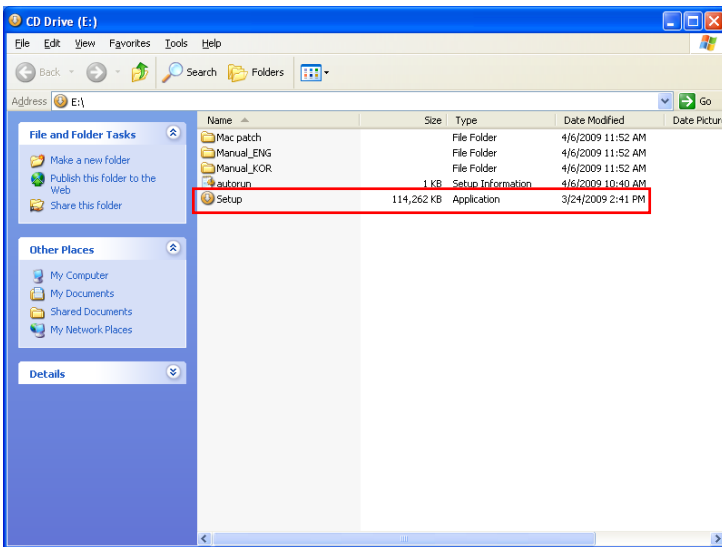 CD Drive (E:)
File Edit View Favorites Tools Help
Back Search Folders
Address E:\ Go
Name Size Type Date Modified Date Pictur
File and Folder Tasks
Make a new folder
Publish this folder to the
Web
Share this folder
Mac patch File Folder 4/6/2009 11:52 AM
Manual_ENG File Folder 4/6/2009 11:52 AM
Manual_KOR File Folder 4/6/2009 11:52 AM
autorun 1 KB Setup Information 4/6/2009 10:40 AM
Setup 114,262 KB Application 3/24/2009 2:41 PM
Other Places
My Computer
My Documents
Shared Documents
My Network Places
Details